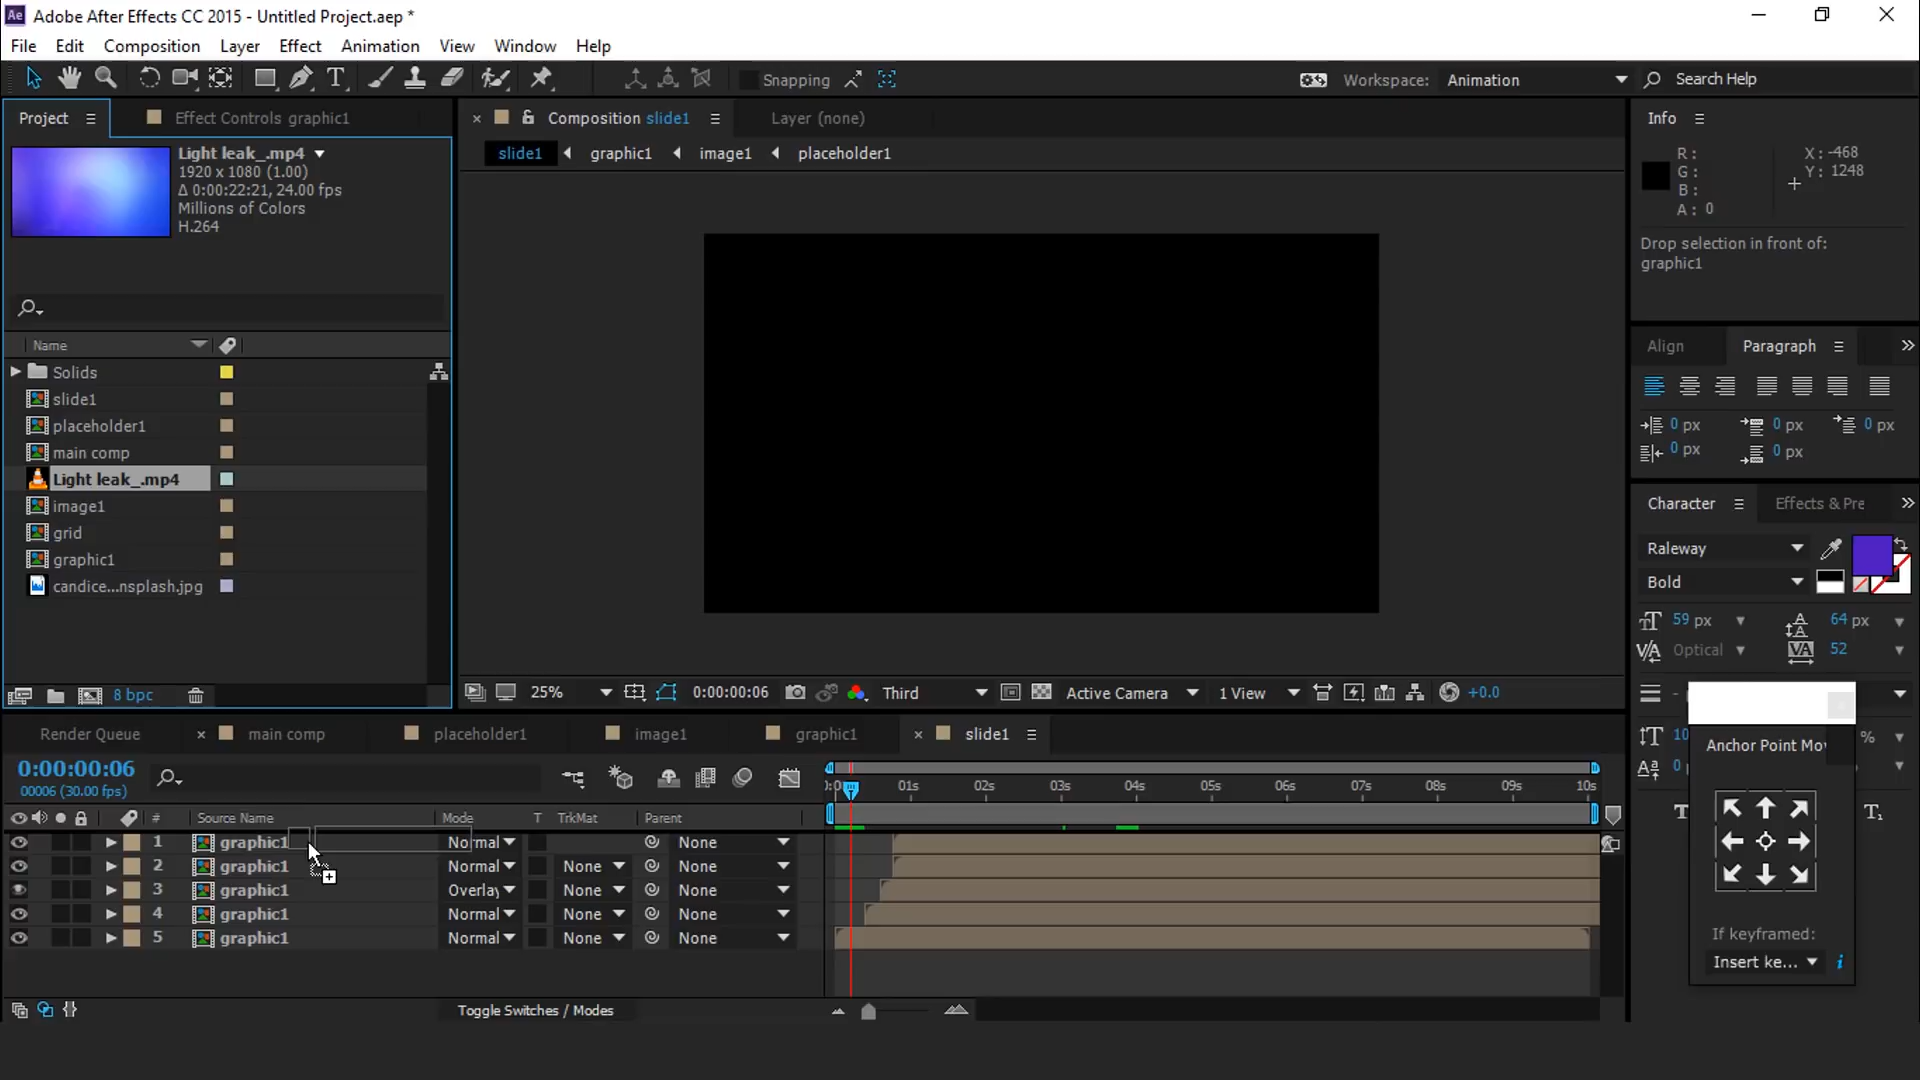 Adobe After Effects CC 2015 - Untitled Project.aep *
File Edit Composition Layer Effect Animation View Window Help
Snapping
Workspace: Animation
Search Help
Project
Effect Controls graphic1
Light leak_.mp4
1920 x 1080 (1.00)
Δ 0:00:22:21, 24.00 fps
Millions of Colors
H.264
Name
Solids
slide1
placeholder1
main comp
Light leak_.mp4
image1
grid
graphic1
candice...nsplash.jpg
8 bpc
Composition slide1
Layer (none)
slide1 graphic1 image1 placeholder1
25%
0:00:00:06
Third
Active Camera
1 View
+0.0
Info
R:
G:
B:
A: 0
X: -468
Y: 1248
Drop selection in front of:
graphic1
Align
Paragraph
0 px 0 px 0 px
0 px 0 px
Character
Effects & Pre
Raleway
Bold
59 px 64 px
Optical 52
10 %
0
Anchor Point Mov
If keyframed:
Insert ke...
Render Queue
main comp
placeholder1
image1
graphic1
slide1
0:00:00:06
00006 (30.00 fps)
01s 02s 03s 04s 05s 06s 07s 08s 09s 10s
# Source Name Mode T TrkMat Parent
1 graphic1 Normal None
2 graphic1 Normal None None
3 graphic1 Overlay None None
4 graphic1 Normal None None
5 graphic1 Normal None None
Toggle Switches / Modes